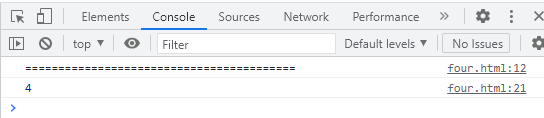 Elements Console Sources Network Performance »
top ▾ Filter Default levels ▾ No Issues
========================================= four.html:12
4 four.html:21
>